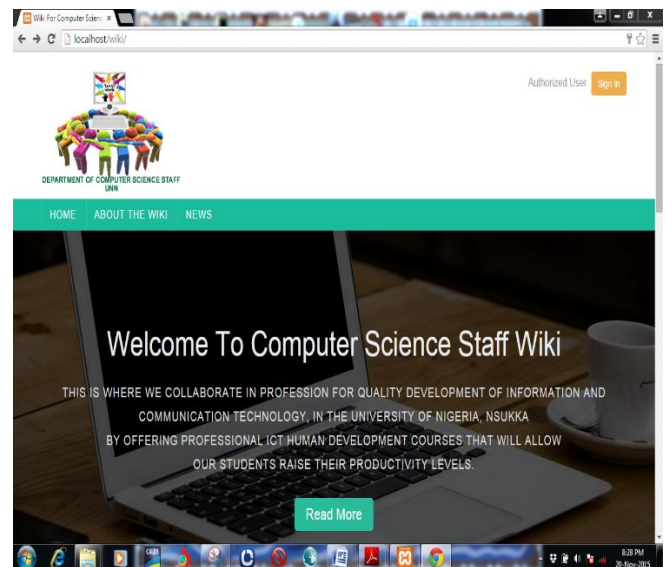 Wiki For Computer Scienc
localhost/wiki/
Authorized User Sign In
DEPARTMENT OF COMPUTER SCIENCE STAFF
UNN
HOME ABOUT THE WIKI NEWS
Welcome To Computer Science Staff Wiki
THIS IS WHERE WE COLLABORATE IN PROFESSION FOR QUALITY DEVELOPMENT OF INFORMATION AND
COMMUNICATION TECHNOLOGY, IN THE UNIVERSITY OF NIGERIA, NSUKKA
BY OFFERING PROFESSIONAL ICT HUMAN DEVELOPMENT COURSES THAT WILL ALLOW
OUR STUDENTS RAISE THEIR PRODUCTIVITY LEVELS.
Read More
8:28 PM
20-Nov-2015